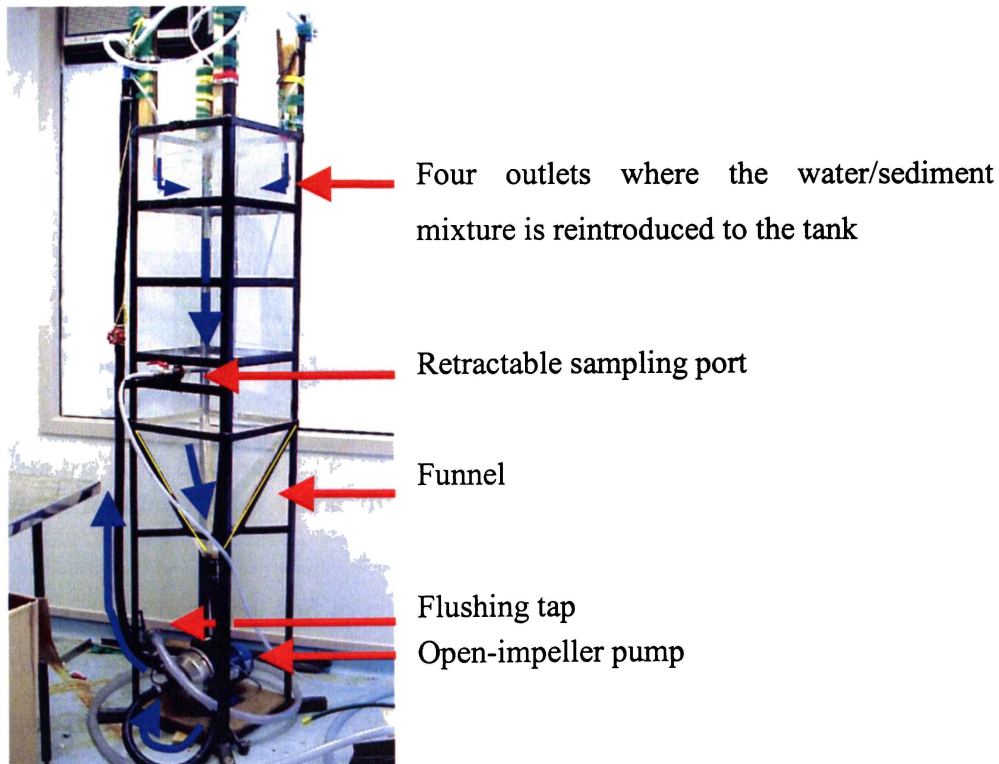 Four outlets where the water/sediment
mixture is reintroduced to the tank
Retractable sampling port
Funnel
Flushing tap
Open-impeller pump